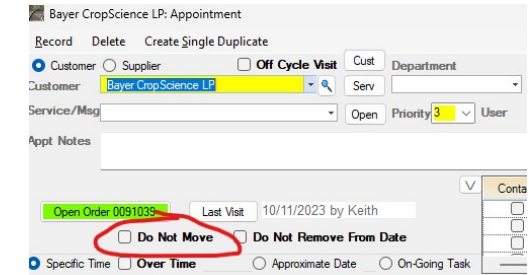 Bayer CropScience LP: Appointment
Record Delete Create Single Duplicate
Customer Supplier Off Cycle Visit Cust Department
Customer Bayer CropScience LP Serv
Service/Msg Open Priority 3 User
Appt Notes
Conta
Open Order 0091039 Last Visit 10/11/2023 by Keith
Do Not Move Do Not Remove From Date
Specific Time Over Time Approximate Date On-Going Task